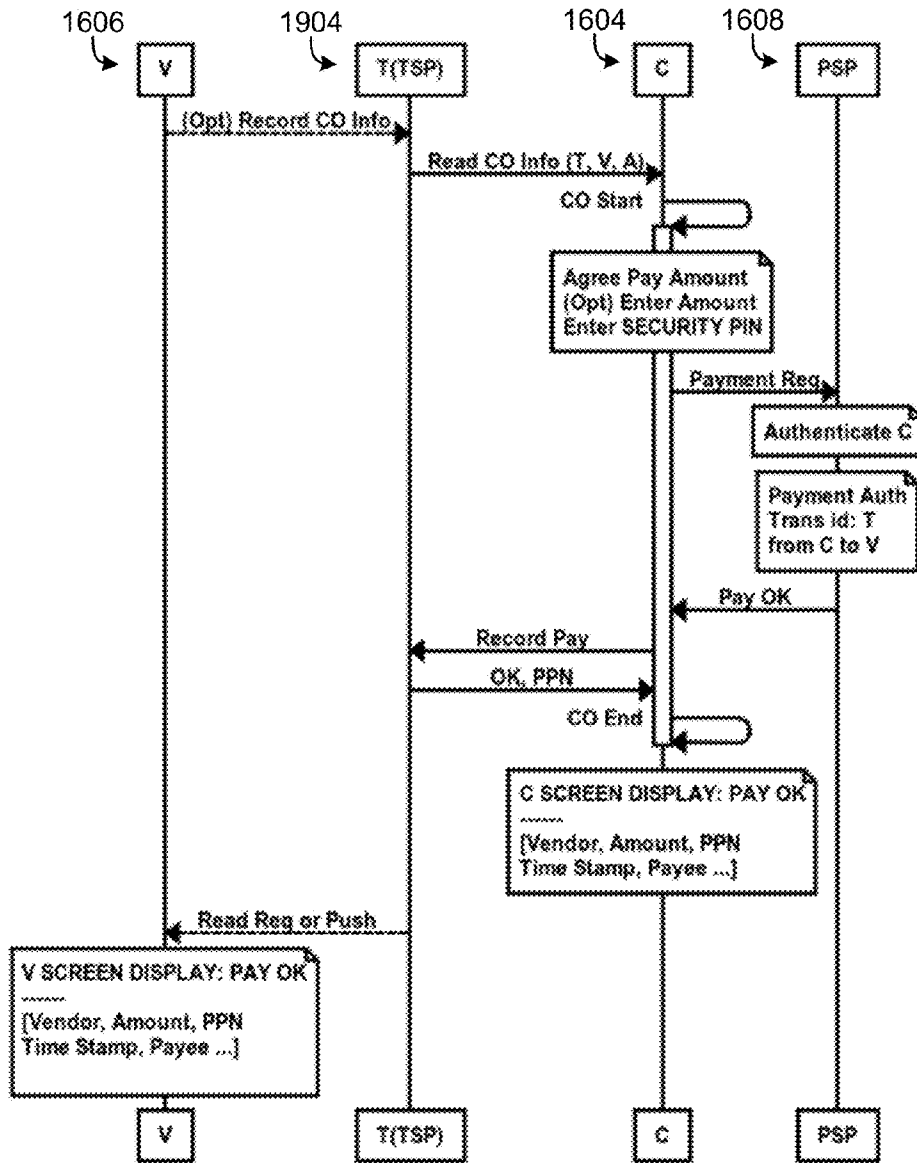 1606
1904
1604
1608
V
T(TSP)
C
PSP
(Opt) Record CO Info
Read CO Info (T, V, A)
CO Start
Agree Pay Amount
(Opt) Enter Amount
Enter SECURITY PIN
Payment Req
Authenticate C
Payment Auth
Trans id: T
from C to V
Pay OK
Record Pay
OK, PPN
CO End
C SCREEN DISPLAY: PAY OK
-------
[Vendor, Amount, PPN
Time Stamp, Payee ...]
Read Req or Push
V SCREEN DISPLAY: PAY OK
-------
[Vendor, Amount, PPN
Time Stamp, Payee ...]
V
T(TSP)
C
PSP